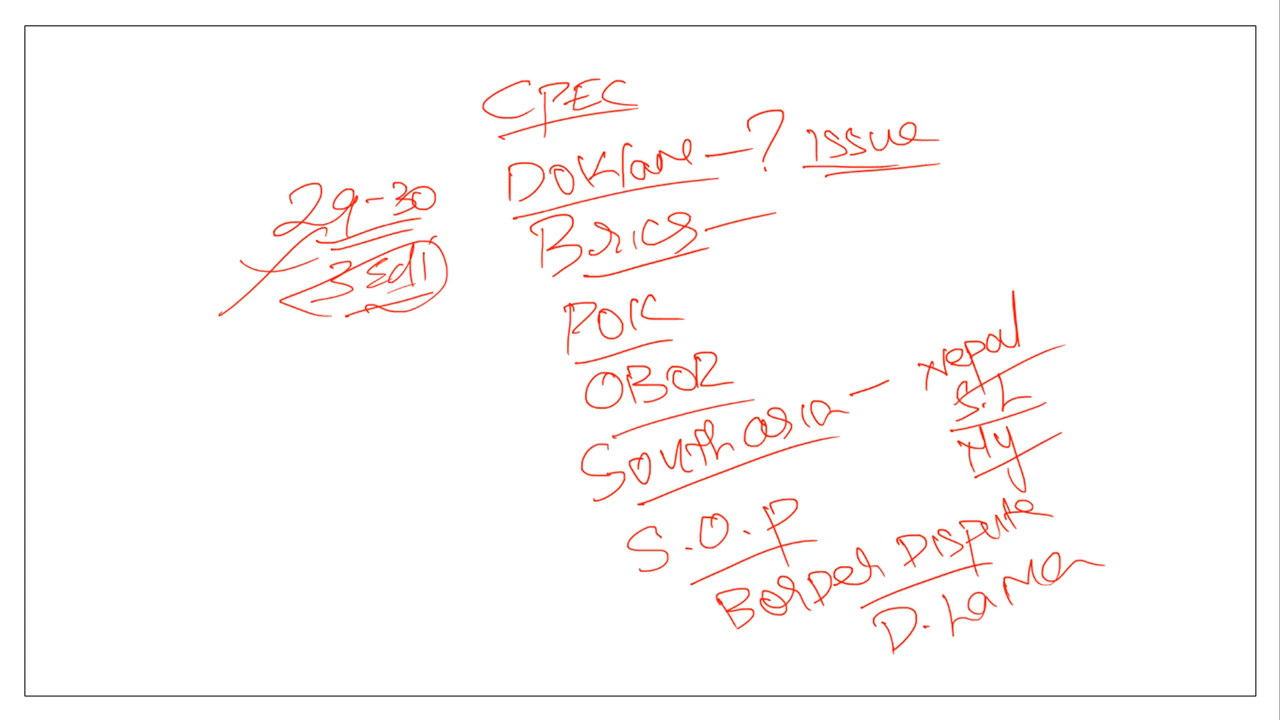 CPEC
Doklam - ? issue
29-30
3 Edi
Brics -
POK
OBOR
South asia - Nepal
S.L
My
S.O.P
Border Dispute
D. Lama